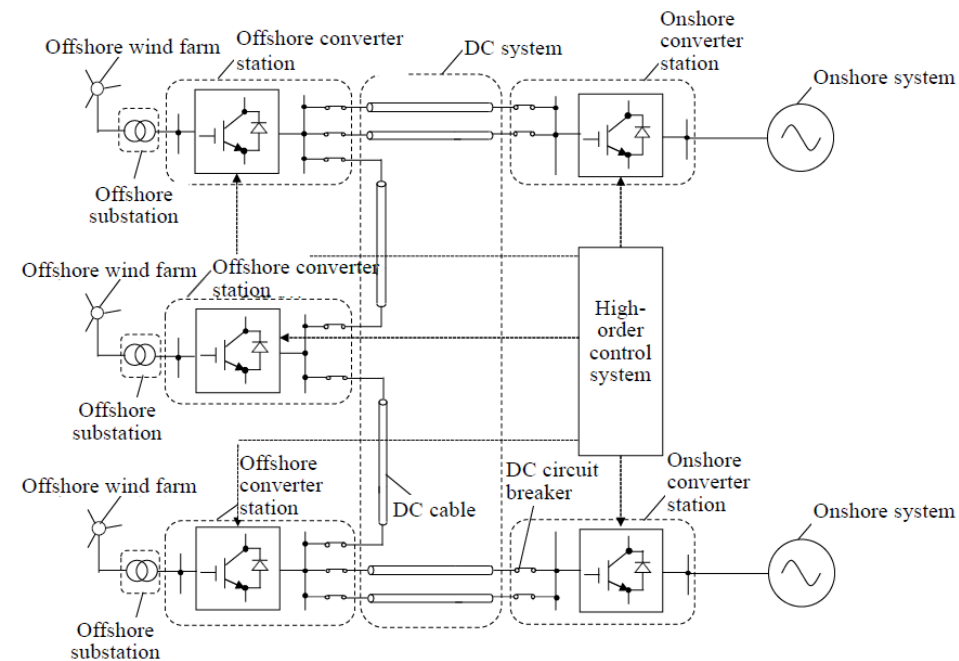 Offshore wind farm
Offshore converter
station
DC system
Onshore
converter
station
Onshore system
Offshore
substation
Offshore wind farm
Offshore converter
station
High-
order
control
system
Offshore
substation
Offshore wind farm
Offshore
converter
station
DC cable
DC circuit
breaker
Onshore
converter
station
Onshore system
Offshore
substation